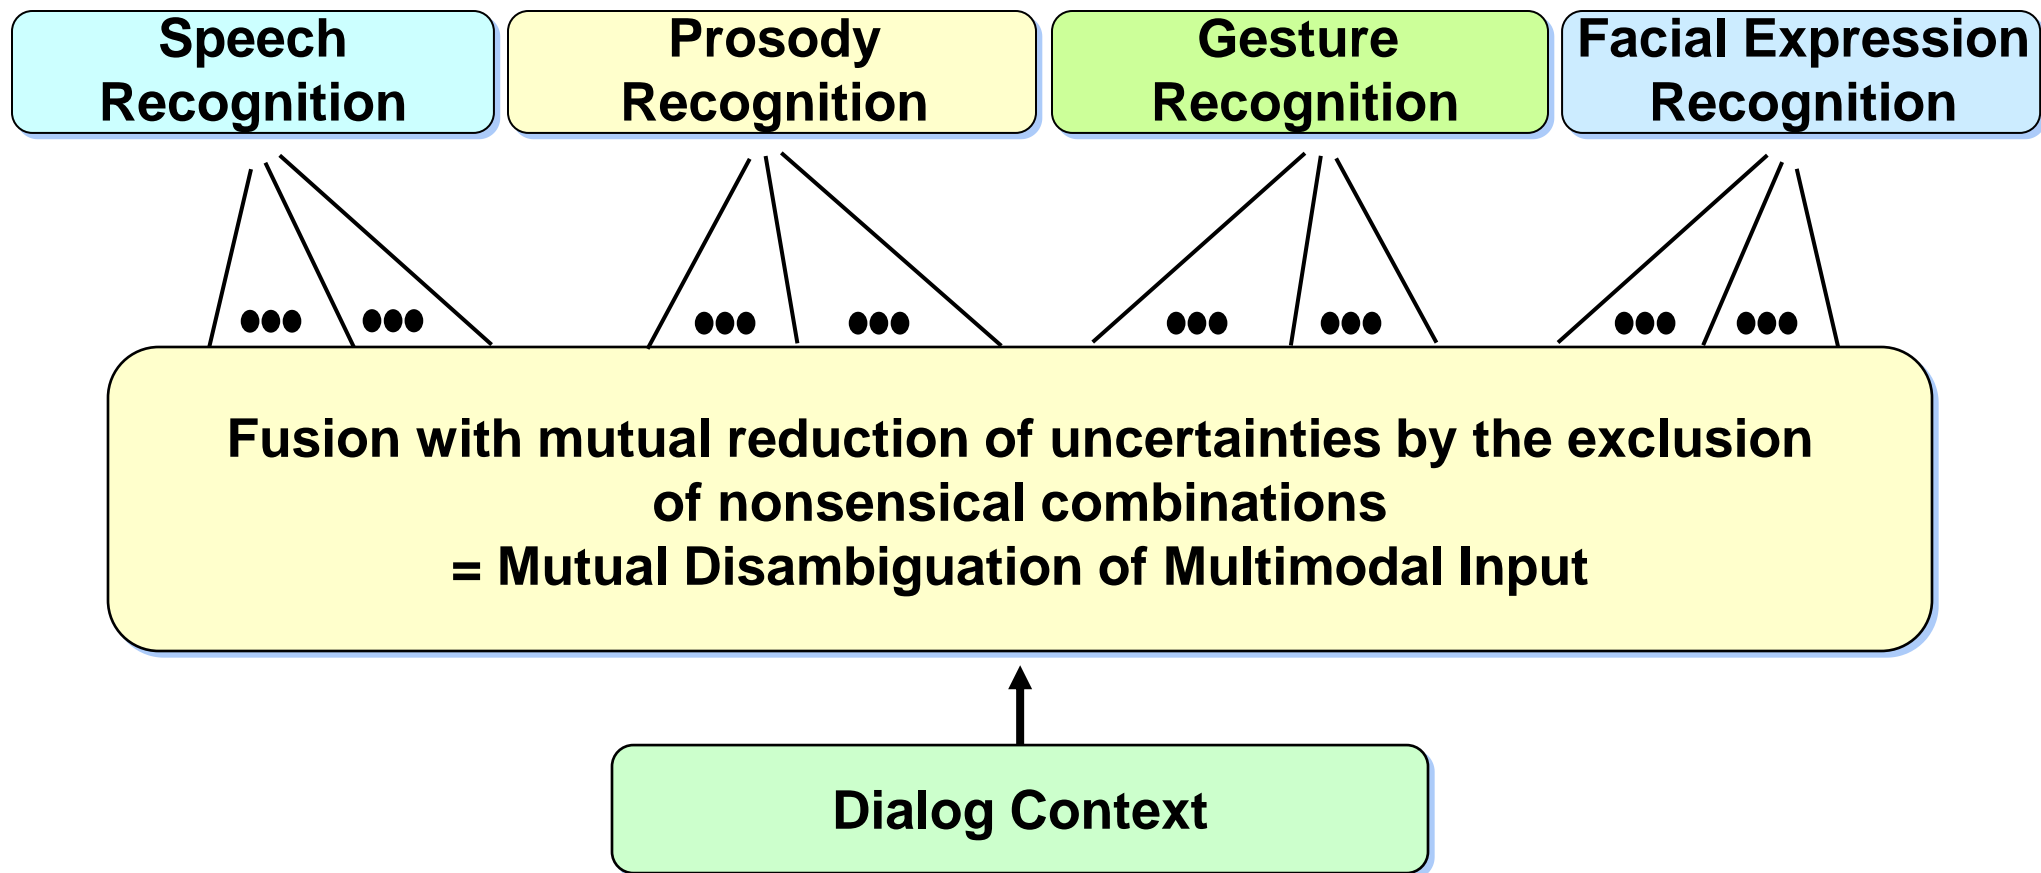 Speech
Recognition
Prosody
Recognition
Gesture
Recognition
Facial Expression
Recognition
Fusion with mutual reduction of uncertainties by the exclusion
of nonsensical combinations
= Mutual Disambiguation of Multimodal Input
Dialog Context